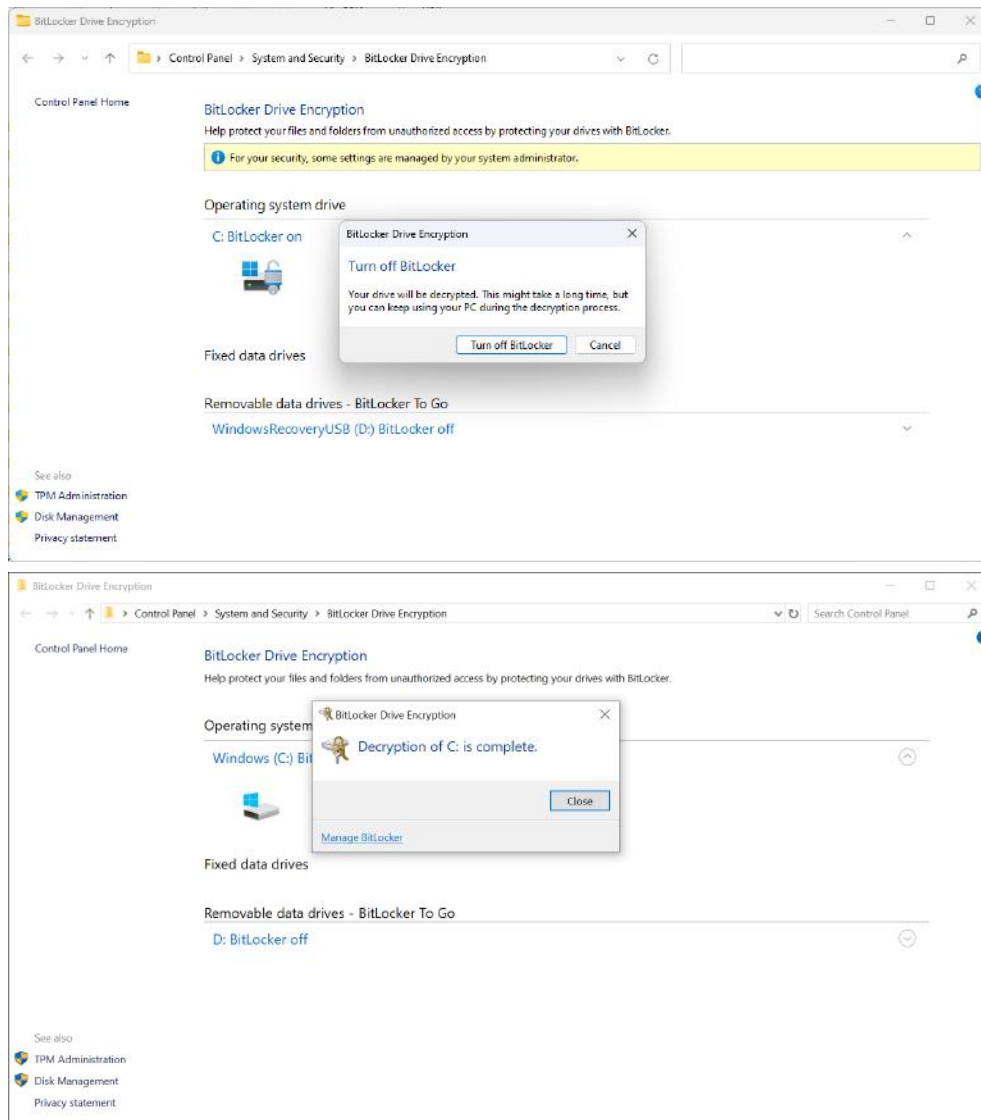 BitLocker Drive Encryption
Control Panel > System and Security > BitLocker Drive Encryption
Control Panel Home
BitLocker Drive Encryption
Help protect your files and folders from unauthorized access by protecting your drives with BitLocker.
For your security, some settings are managed by your system administrator.
Operating system drive
C: BitLocker on
BitLocker Drive Encryption
Turn off BitLocker
Your drive will be decrypted. This might take a long time, but
you can keep using your PC during the decryption process.
Turn off BitLocker
Cancel
Fixed data drives
Removable data drives - BitLocker To Go
WindowsRecoveryUSB (D:) BitLocker off
See also
TPM Administration
Disk Management
Privacy statement
BitLocker Drive Encryption
Control Panel > System and Security > BitLocker Drive Encryption
Search Control Panel
Control Panel Home
BitLocker Drive Encryption
Help protect your files and folders from unauthorized access by protecting your drives with BitLocker.
Operating system
Windows (C:) Bit
BitLocker Drive Encryption
Decryption of C: is complete.
Close
Manage BitLocker
Fixed data drives
Removable data drives - BitLocker To Go
D: BitLocker off
See also
TPM Administration
Disk Management
Privacy statement